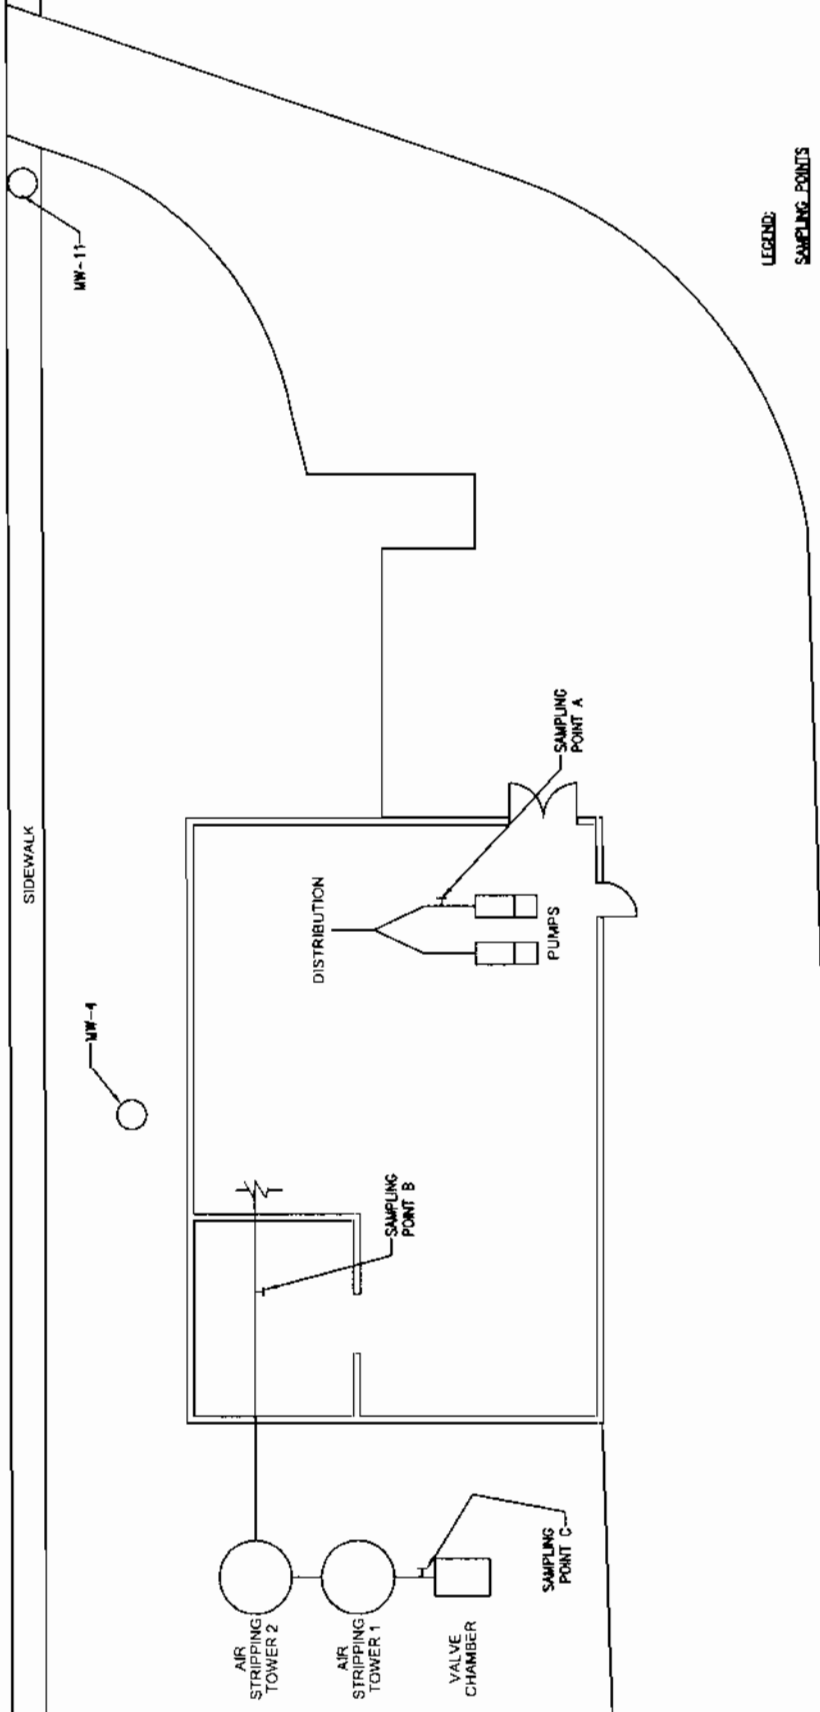 SIDEWALK
MW-11
MW-4
DISTRIBUTION
PUMPS
SAMPLING
POINT A
SAMPLING
POINT B
AIR
STRIPPING
TOWER 2
AIR
STRIPPING
TOWER 1
VALVE
CHAMBER
SAMPLING
POINT C
LEGEND:
SAMPLING POINTS